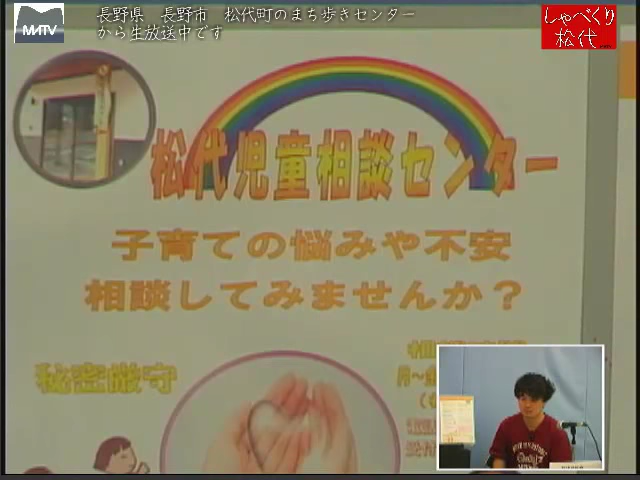 MATV
長野県　長野市　松代町のまち歩きセンター
から生放送中です
しゃべくり
松代
松代児童相談センター
子育ての悩みや不安
相談してみませんか？
秘密厳守
月～金